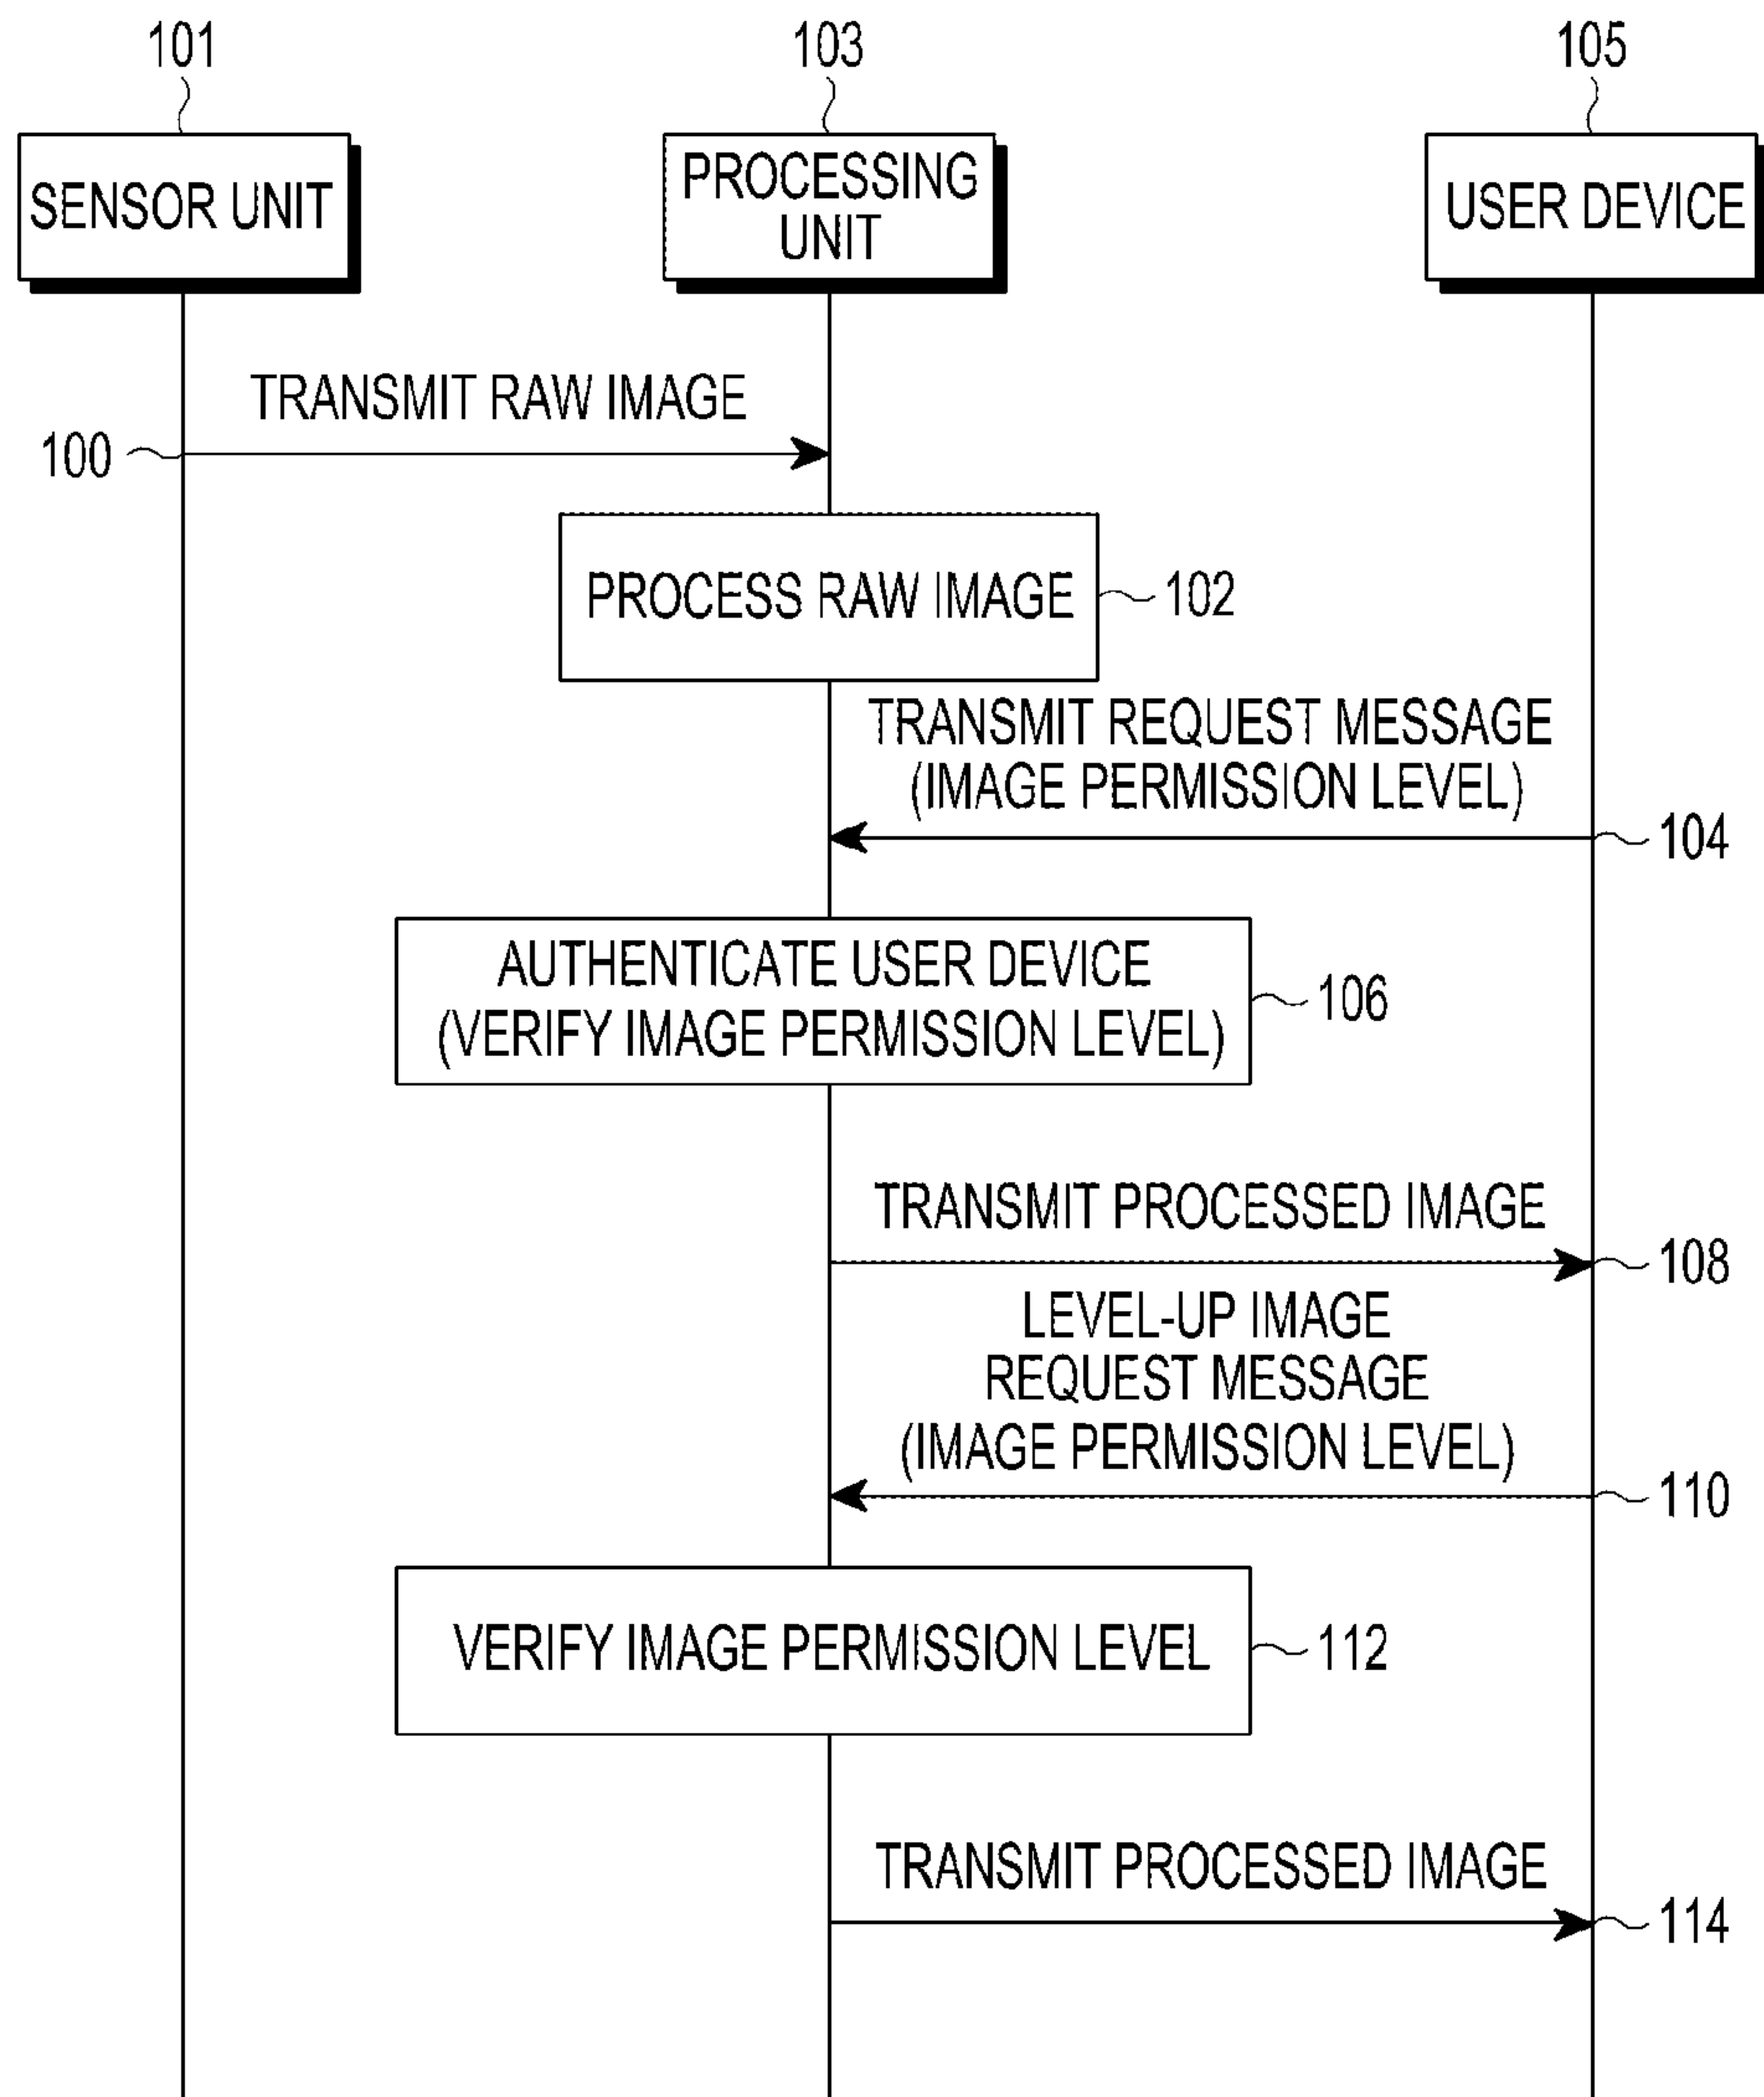 101
103
105
SENSOR UNIT
PROCESSING
UNIT
USER DEVICE
TRANSMIT RAW IMAGE
100
PROCESS RAW IMAGE
102
TRANSMIT REQUEST MESSAGE
(IMAGE PERMISSION LEVEL)
104
AUTHENTICATE USER DEVICE
(VERIFY IMAGE PERMISSION LEVEL)
106
TRANSMIT PROCESSED IMAGE
108
LEVEL-UP IMAGE
REQUEST MESSAGE
(IMAGE PERMISSION LEVEL)
110
VERIFY IMAGE PERMISSION LEVEL
112
TRANSMIT PROCESSED IMAGE
114